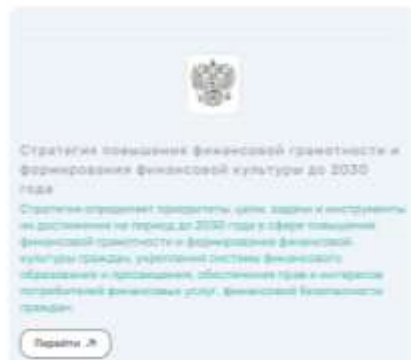 Стратегия повышения финансовой грамотности и
формирования финансовой культуры до 2030
года
Стратегия определяет приоритеты, цели, задачи и инструменты
их достижения на период до 2030 года в сфере повышения
финансовой грамотности и формирования финансовой
культуры граждан, укрепления системы финансового
образования и просвещения, обеспечения прав и интересов
потребителей финансовых услуг, финансовой безопасности
граждан.
Перейти